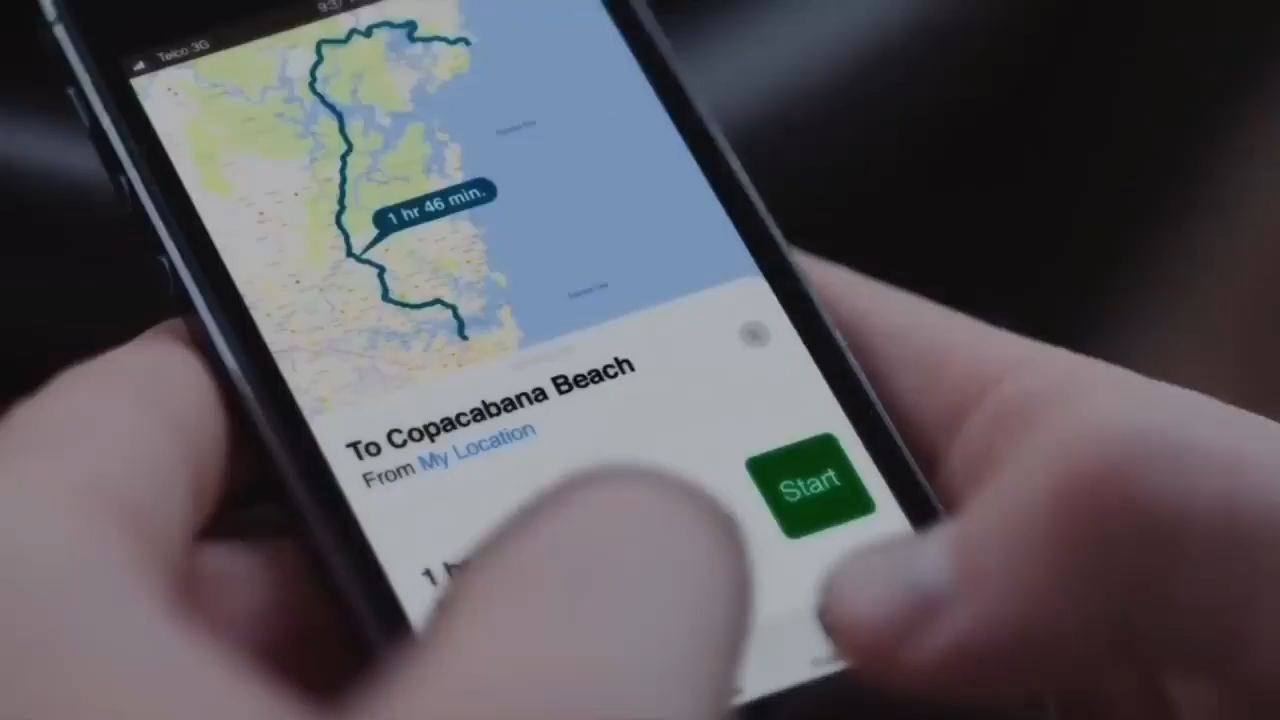 Telco 3G
1 hr 46 min.
To Copacabana Beach
From My Location
Start